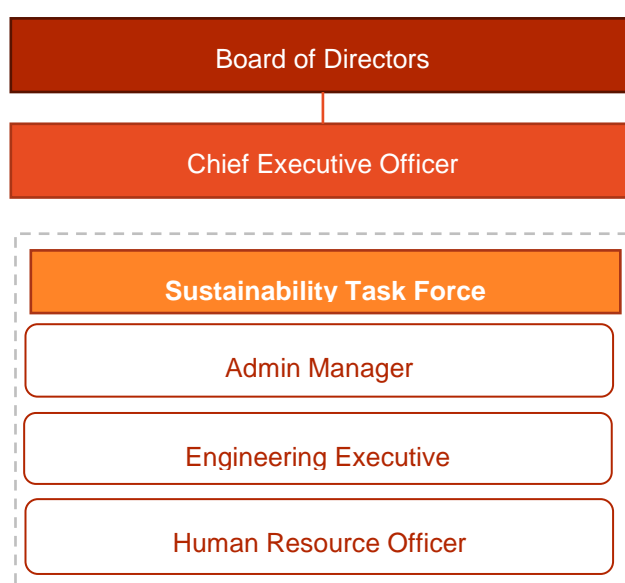 Board of Directors
Chief Executive Officer
Sustainability Task Force
Admin Manager
Engineering Executive
Human Resource Officer